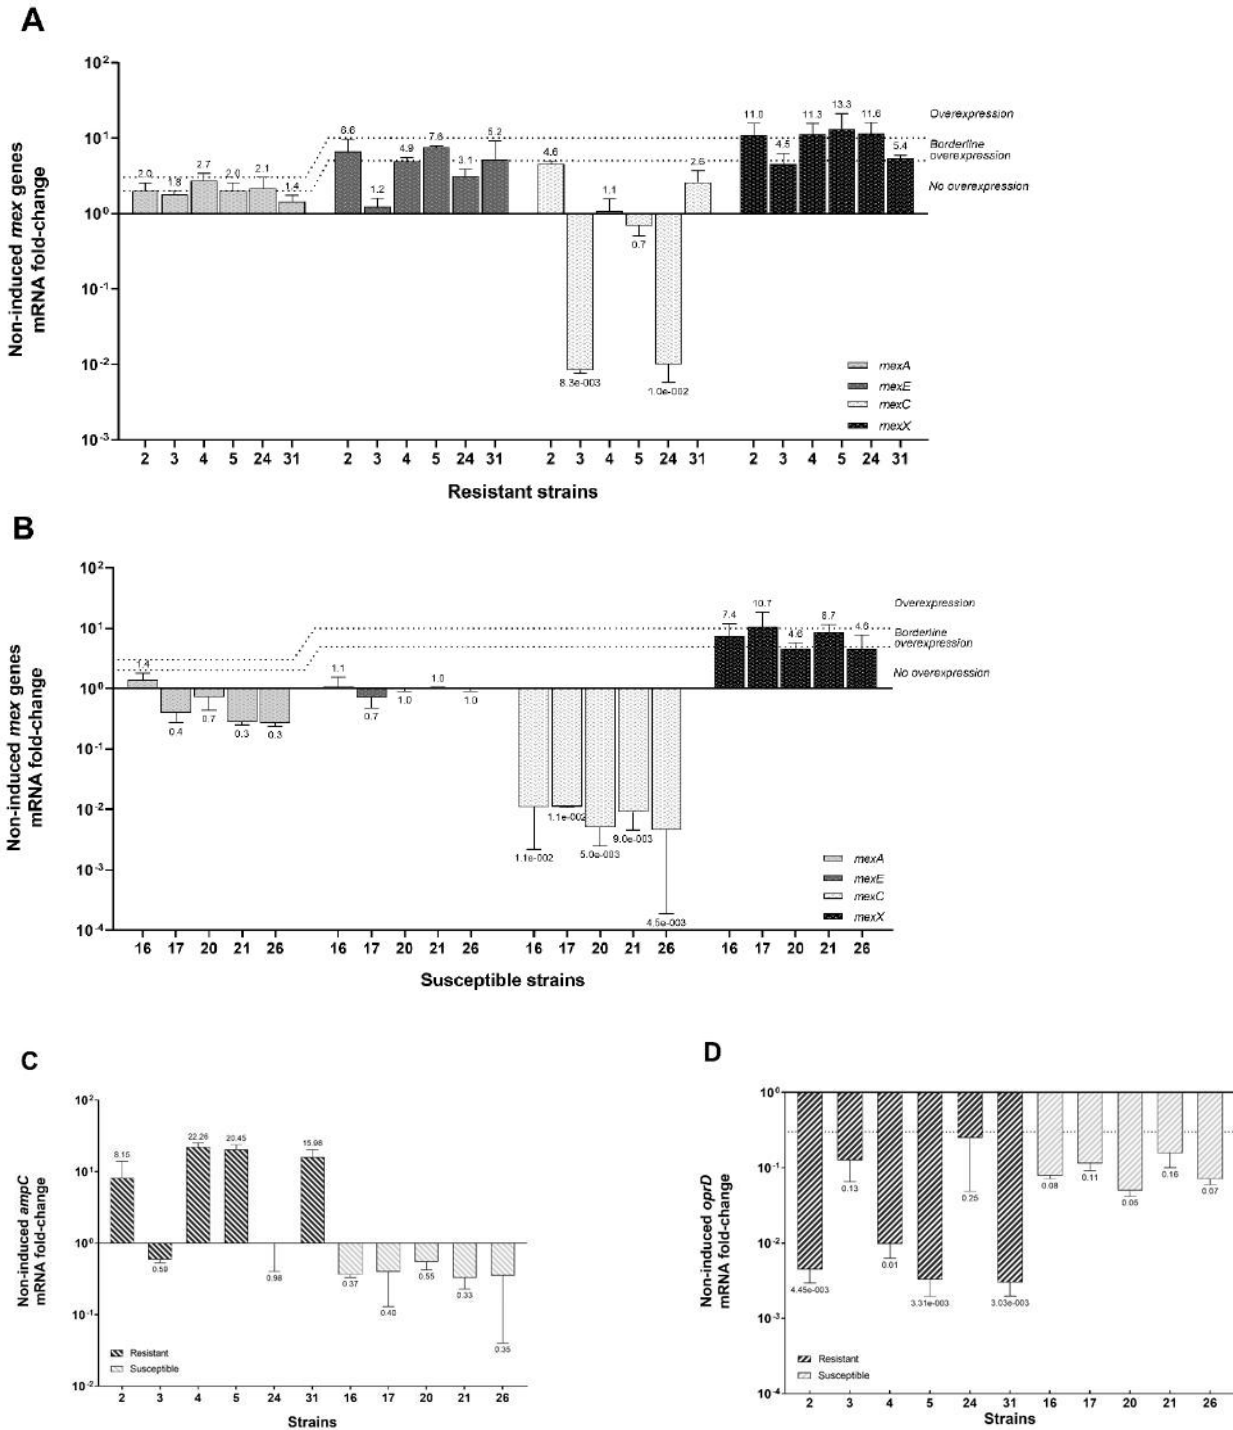 A
Non-induced mex genes
mRNA fold-change
10²
10¹
10⁰
10⁻¹
10⁻²
10⁻³
2.0 1.8 2.7 2.0 2.1 1.4
6.6 1.2 4.9 7.6 3.1 5.2
4.6 8.3e-003 1.1 0.7 1.0e-002 2.6
11.0 4.5 11.3 13.3 11.6 5.4
Overexpression
Borderline
overexpression
No overexpression
mexA
mexE
mexC
mexX
2 3 4 5 24 31 2 3 4 5 24 31 2 3 4 5 24 31 2 3 4 5 24 31
Resistant strains
B
Non-induced mex genes
mRNA fold-change
10²
10¹
10⁰
10⁻¹
10⁻²
10⁻³
10⁻⁴
1.4 0.4 0.7 0.3 0.3
1.1 0.7 1.0 1.0 1.0
1.1e-002 1.1e-002 5.0e-003 9.0e-003 4.5e-003
7.4 10.7 4.6 8.7 4.6
Overexpression
Borderline
overexpression
No overexpression
mexA
mexE
mexC
mexX
16 17 20 21 26 16 17 20 21 26 16 17 20 21 26 16 17 20 21 26
Susceptible strains
C
Non-induced ampC
mRNA fold-change
10²
10¹
10⁰
10⁻¹
10⁻²
8.15 0.59 22.26 20.45 0.98 15.98 0.37 0.40 0.55 0.33 0.35
Resistant
Susceptible
2 3 4 5 24 31 16 17 20 21 26
Strains
D
Non-induced oprD
mRNA fold-change
10⁰
10⁻¹
10⁻²
10⁻³
10⁻⁴
4.45e-003 0.13 0.01 3.31e-003 0.25 3.03e-003 0.08 0.11 0.05 0.16 0.07
Resistant
Susceptible
2 3 4 5 24 31 16 17 20 21 26
Strains